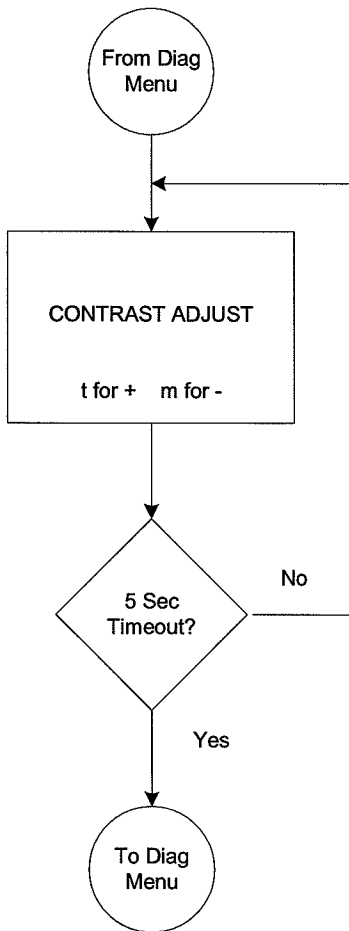 From Diag
Menu
CONTRAST ADJUST
t for + m for -
5 Sec
Timeout?
No
Yes
To Diag
Menu